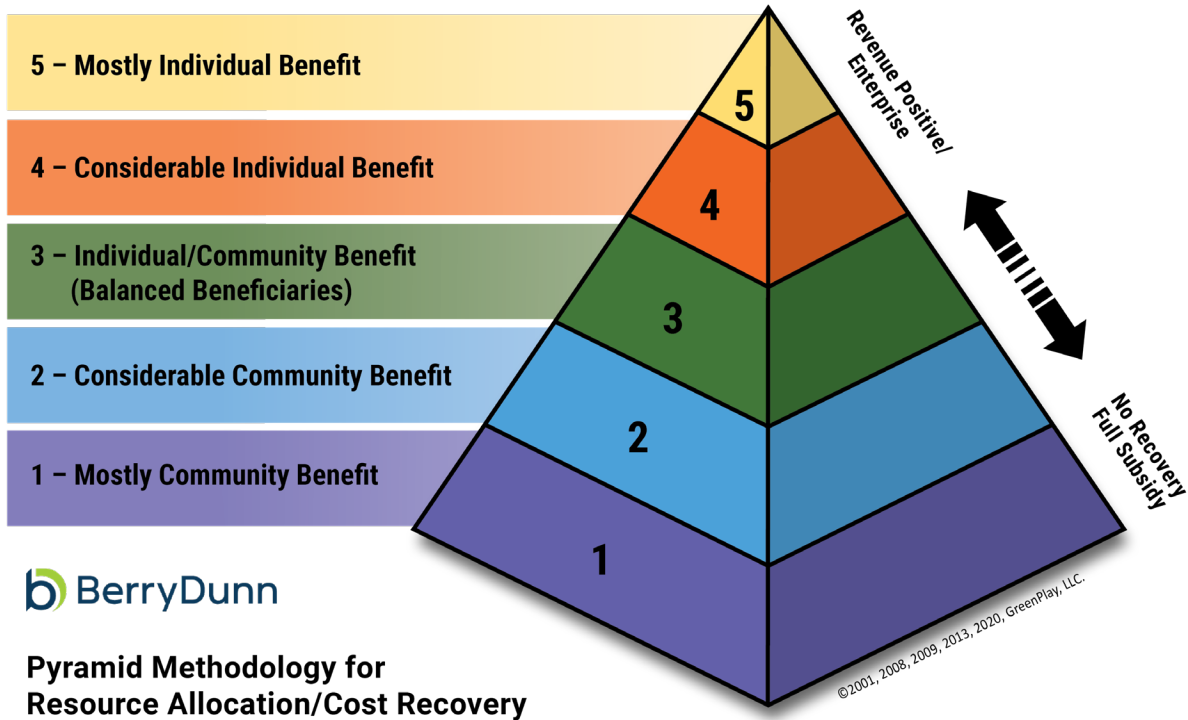 5 – Mostly Individual Benefit
4 – Considerable Individual Benefit
3 – Individual/Community Benefit
(Balanced Beneficiaries)
2 – Considerable Community Benefit
1 – Mostly Community Benefit
5
4
3
2
1
Revenue Positive/
Enterprise
No Recovery
Full Subsidy
©2001, 2008, 2009, 2013, 2020, GreenPlay, LLC.
b BerryDunn
Pyramid Methodology for
Resource Allocation/Cost Recovery